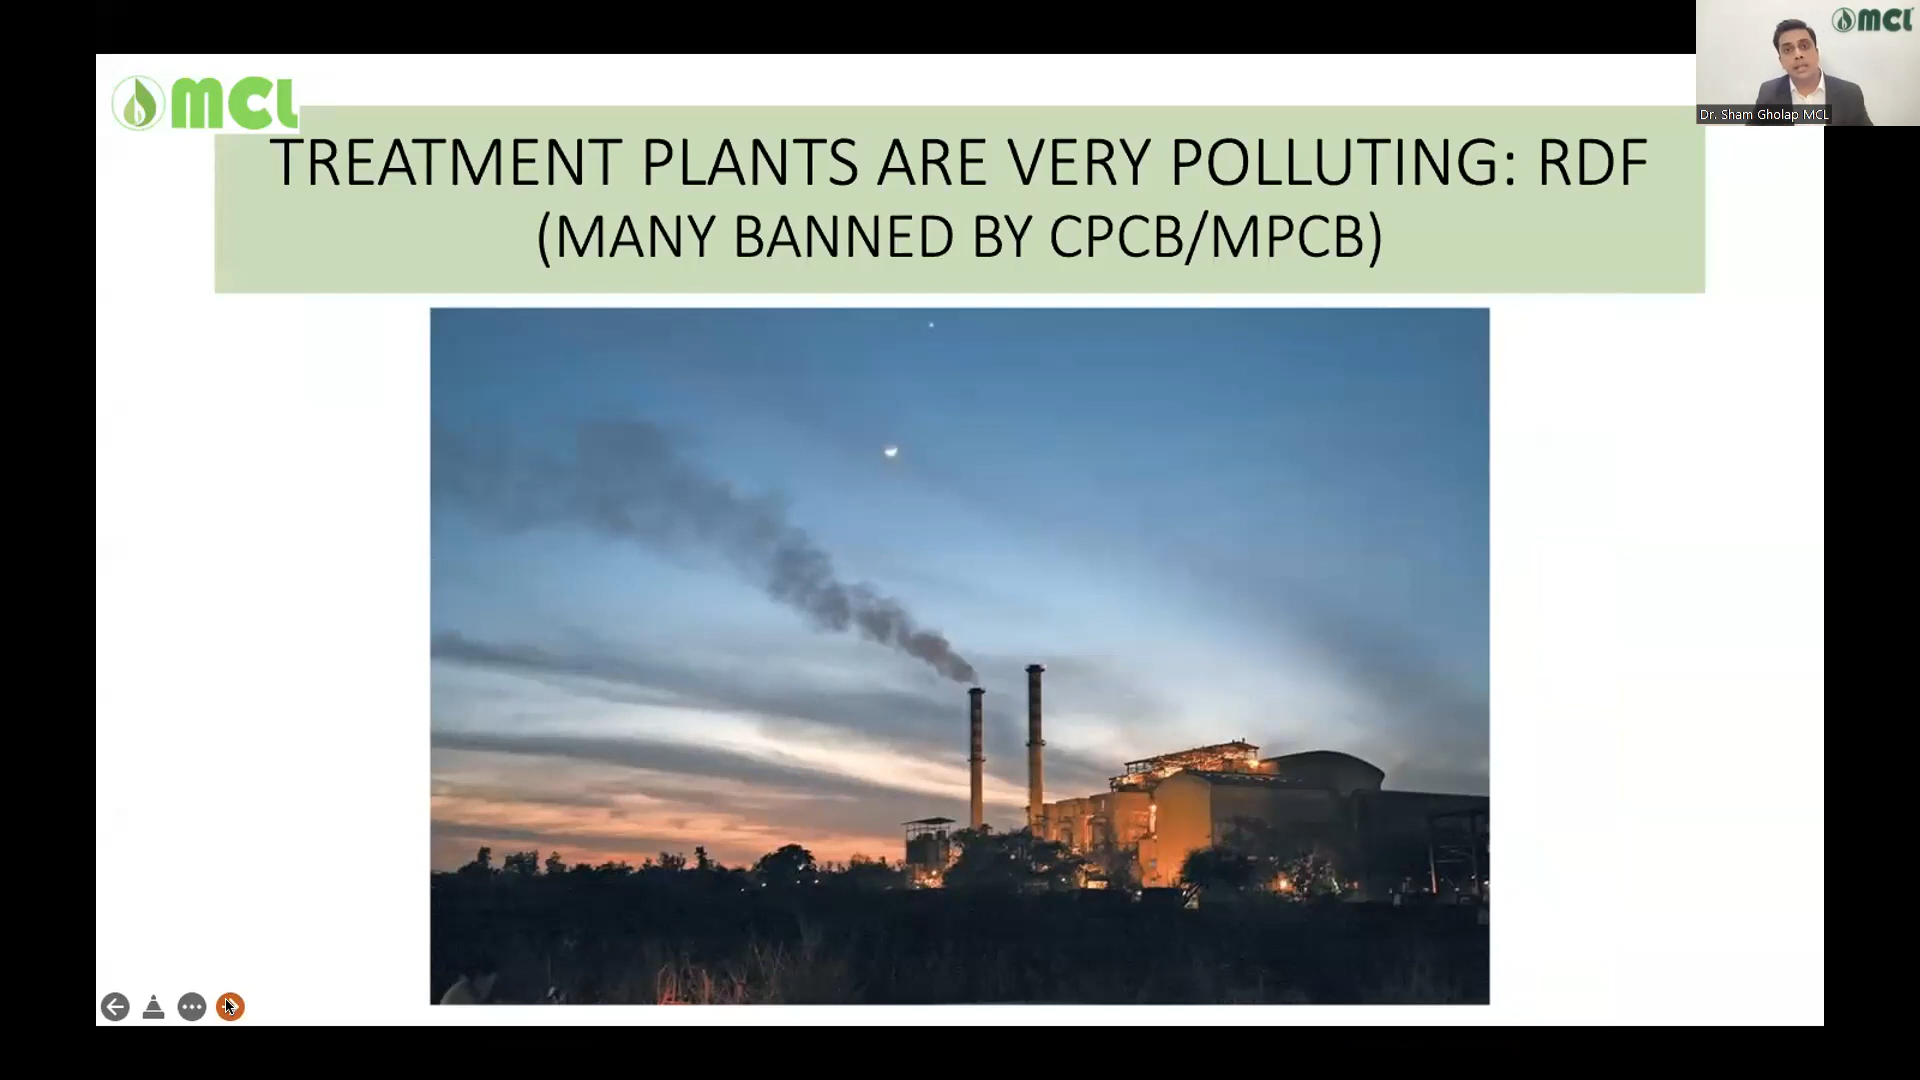 MCL
MCL
Dr. Sham Gholap MCL
TREATMENT PLANTS ARE VERY POLLUTING: RDF
(MANY BANNED BY CPCB/MPCB)